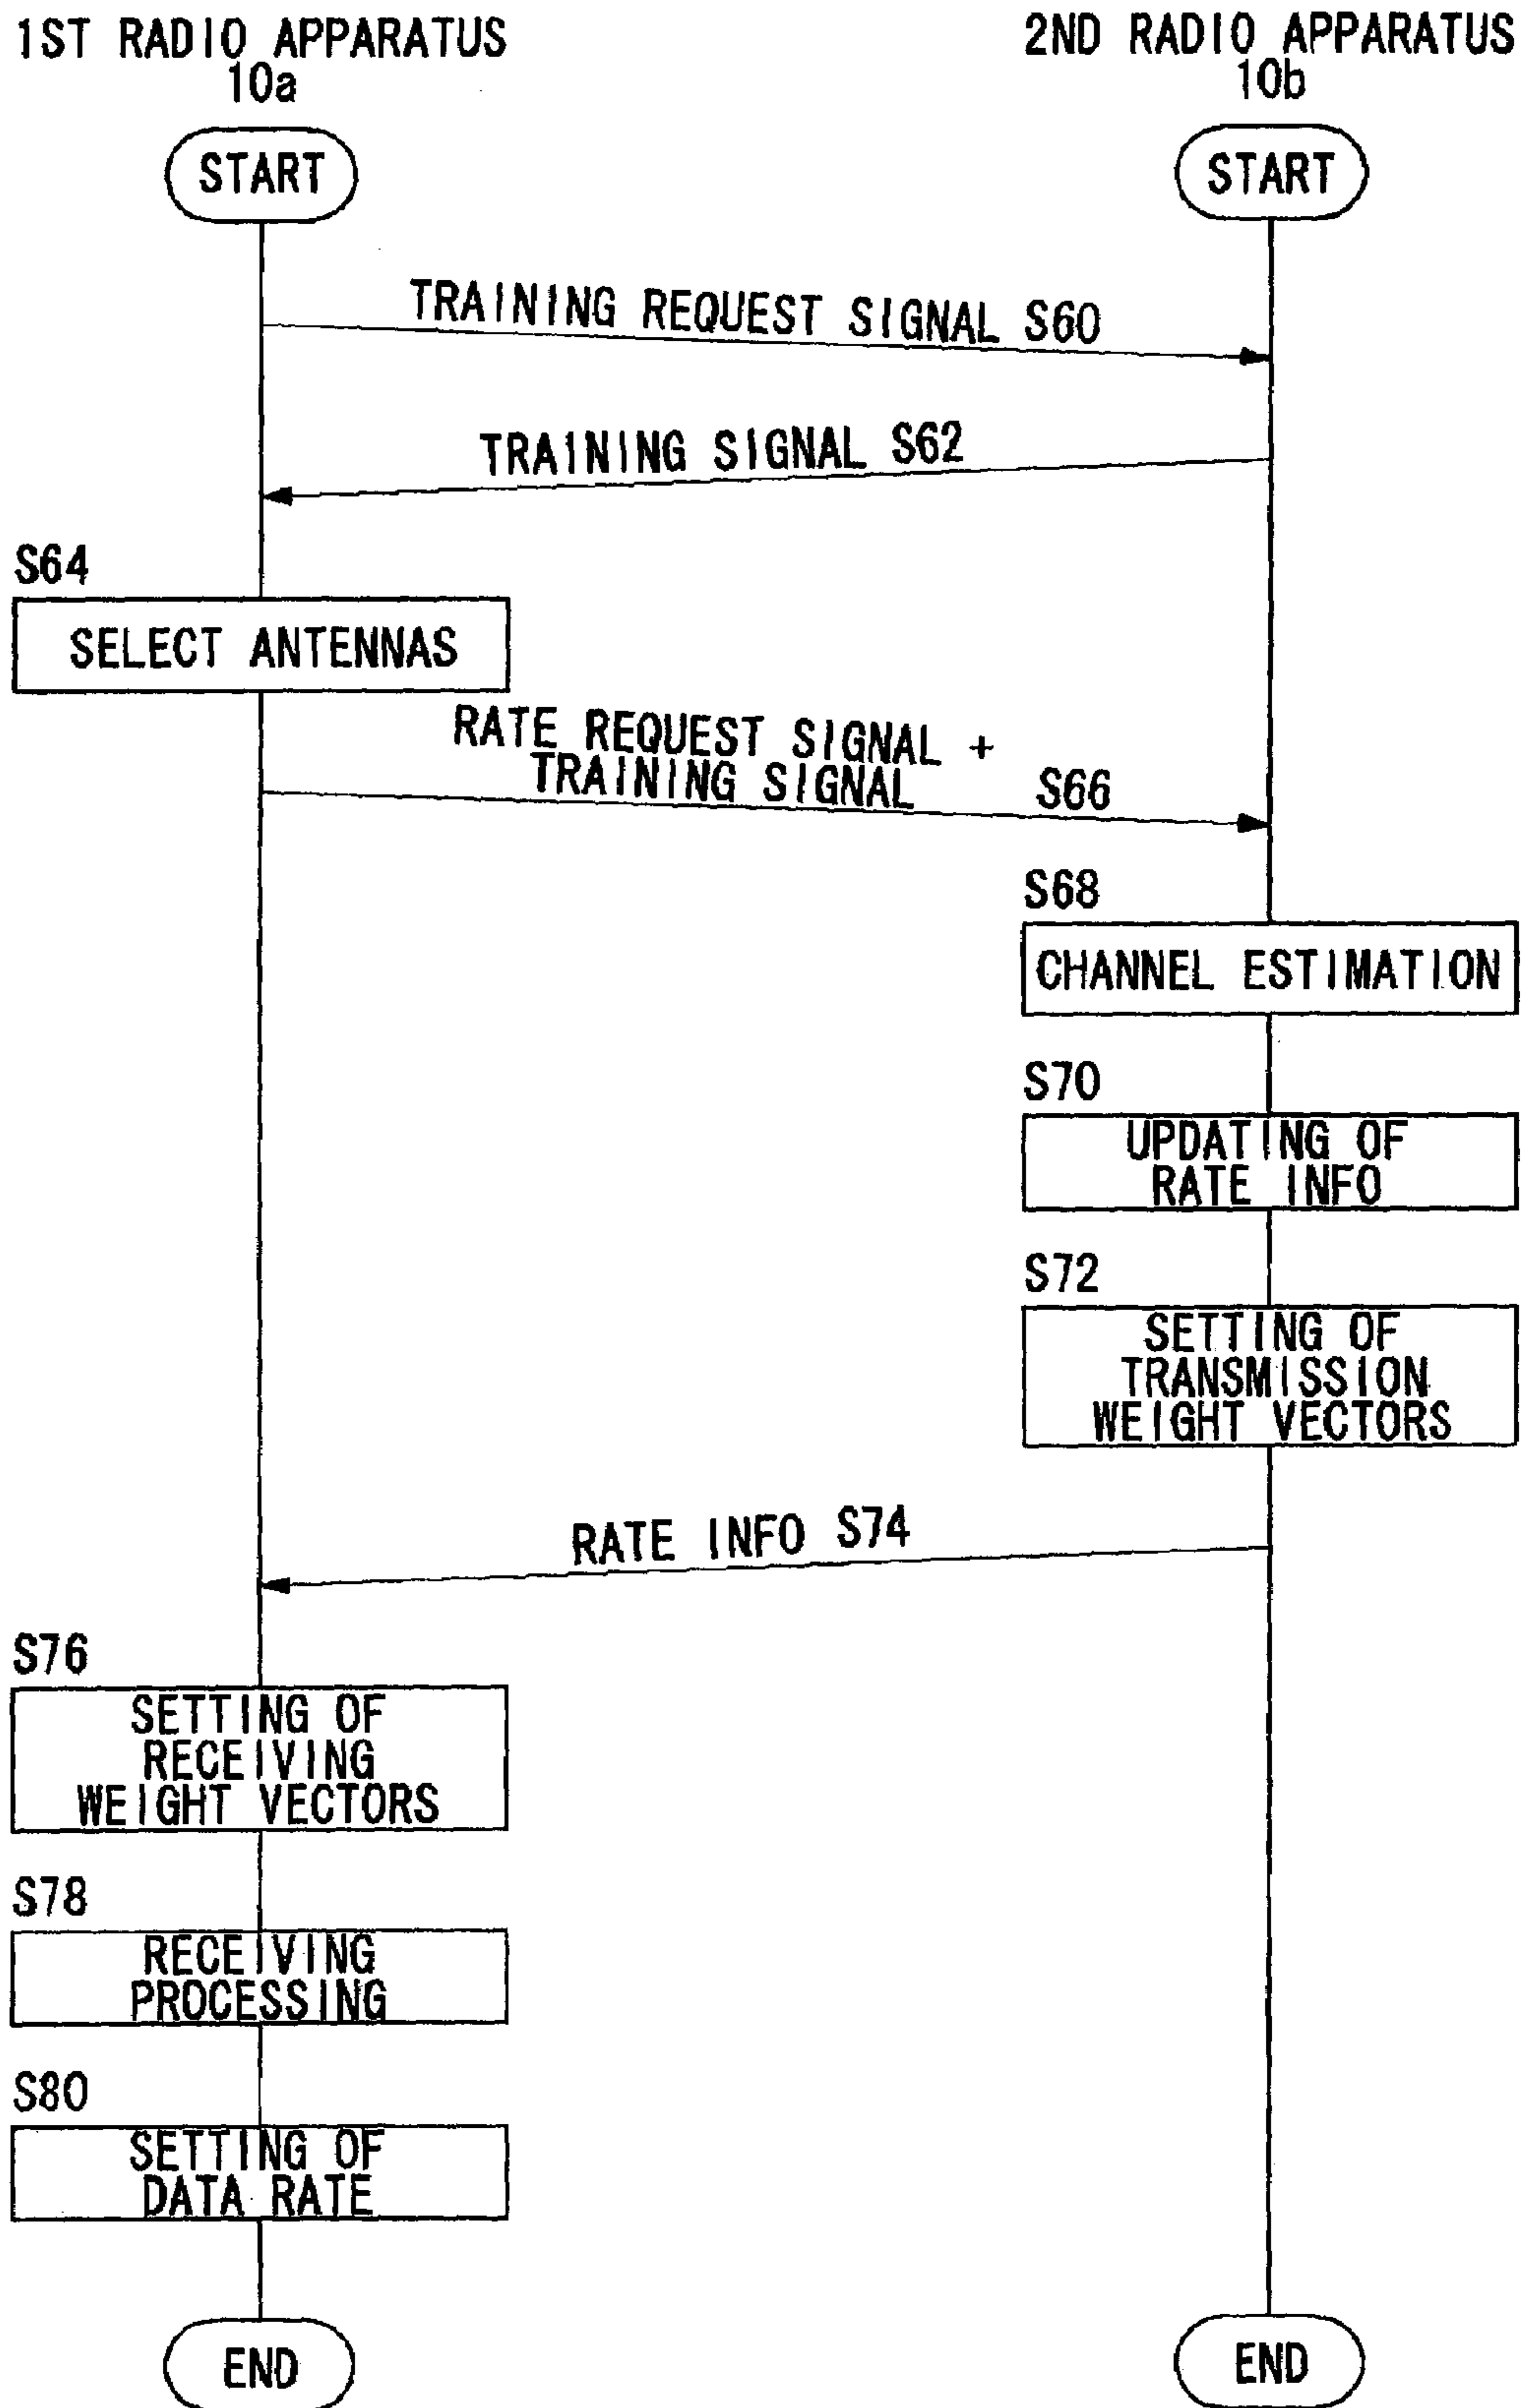 1ST RADIO APPARATUS
10a
2ND RADIO APPARATUS
10b
START
START
TRAINING REQUEST SIGNAL S60
TRAINING SIGNAL S62
S64
SELECT ANTENNAS
RATE REQUEST SIGNAL +
TRAINING SIGNAL S66
S68
CHANNEL ESTIMATION
S70
UPDATING OF
RATE INFO
S72
SETTING OF
TRANSMISSION
WEIGHT VECTORS
RATE INFO S74
S76
SETTING OF
RECEIVING
WEIGHT VECTORS
S78
RECEIVING
PROCESSING
S80
SETTING OF
DATA RATE
END
END